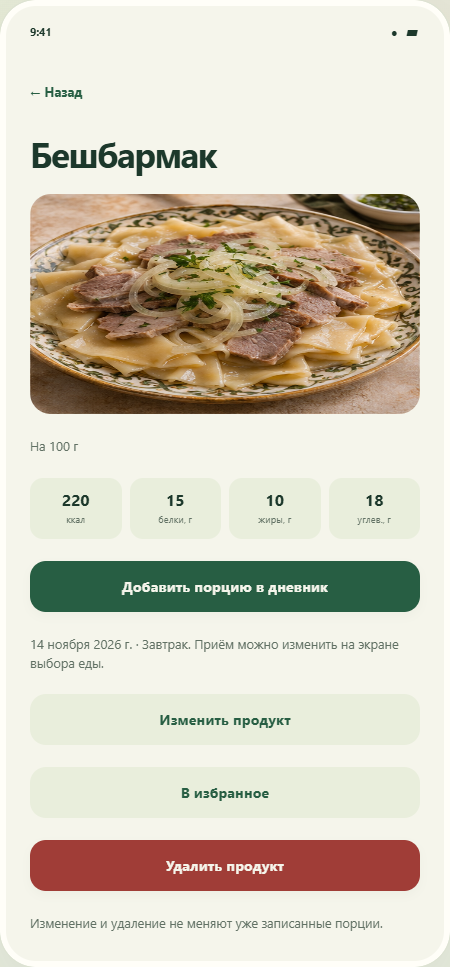 9:41
← Назад
Бешбармак
На 100 г
220
ккал
15
белки, г
10
жиры, г
18
углев., г
Добавить порцию в дневник
14 ноября 2026 г. · Завтрак. Приём можно изменить на экране
выбора еды.
Изменить продукт
В избранное
Удалить продукт
Изменение и удаление не меняют уже записанные порции.